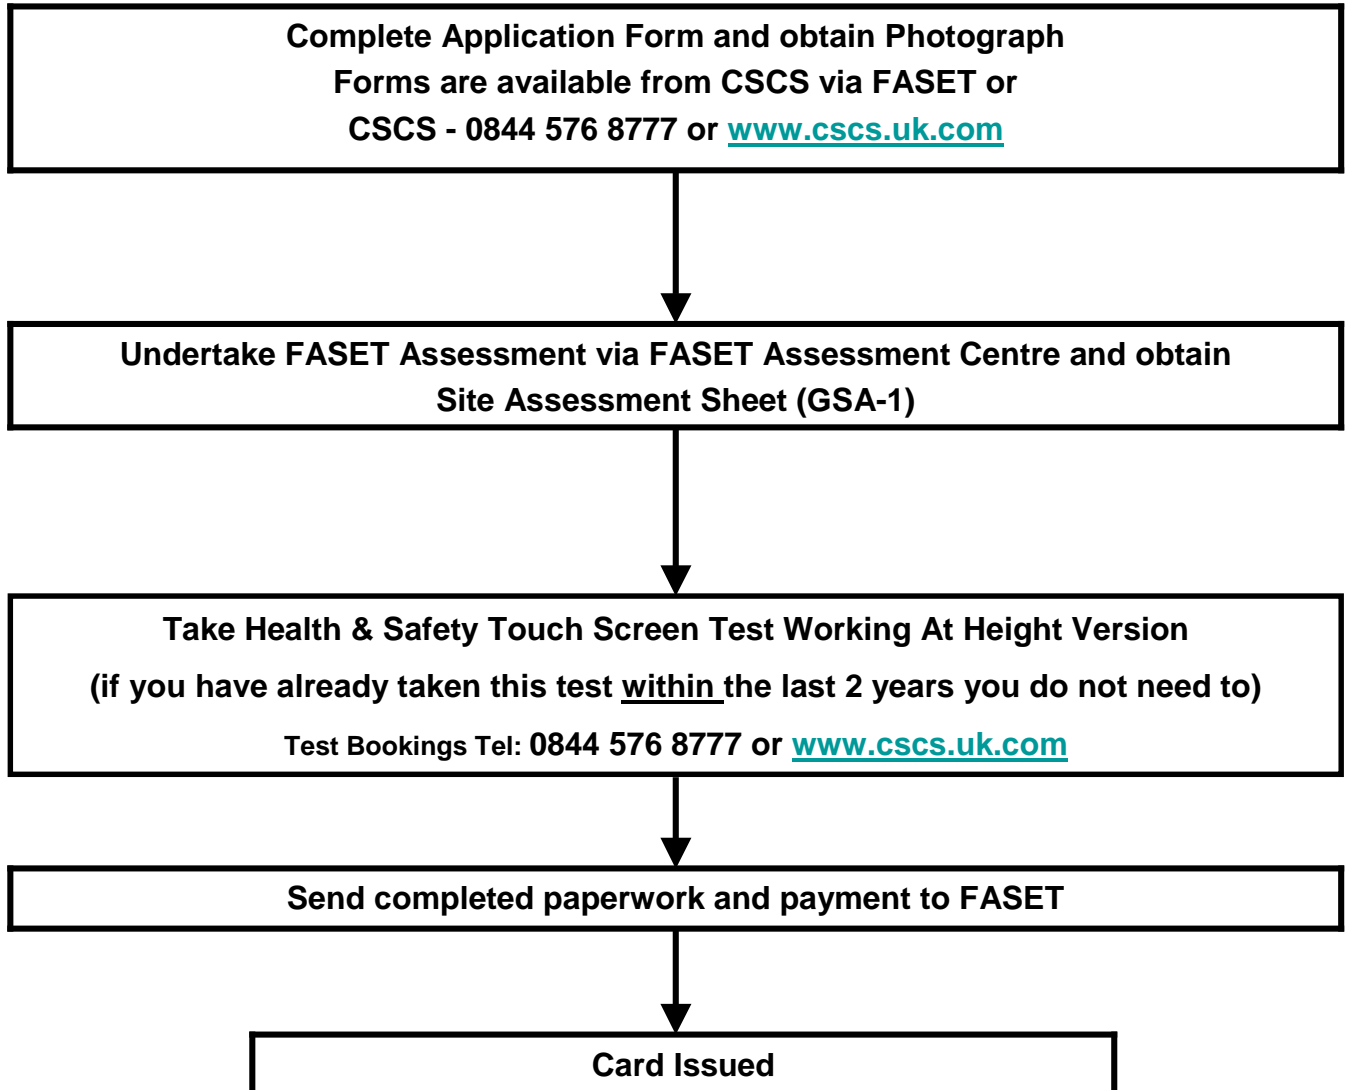 Complete Application Form and obtain Photograph
Forms are available from CSCS via FASET or
CSCS - 0844 576 8777 or www.cscs.uk.com
Undertake FASET Assessment via FASET Assessment Centre and obtain
Site Assessment Sheet (GSA-1)
Take Health & Safety Touch Screen Test Working At Height Version
(if you have already taken this test within the last 2 years you do not need to)
Test Bookings Tel: 0844 576 8777 or www.cscs.uk.com
Send completed paperwork and payment to FASET
Card Issued